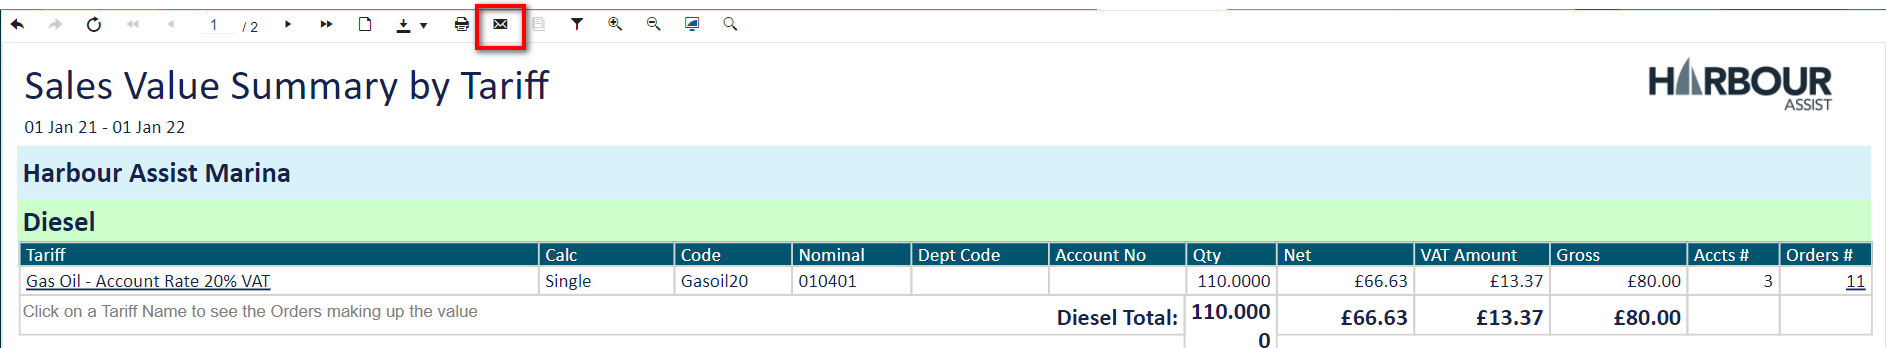 1 / 2
Sales Value Summary by Tariff
HARBOUR
ASSIST
01 Jan 21 - 01 Jan 22
Harbour Assist Marina
Diesel
Tariff Calc Code Nominal Dept Code Account No Qty Net VAT Amount Gross Accts # Orders #
Gas Oil - Account Rate 20% VAT Single Gasoil20 010401 110.0000 £66.63 £13.37 £80.00 3 11
Click on a Tariff Name to see the Orders making up the value
Diesel Total: 110.000 £66.63 £13.37 £80.00
0